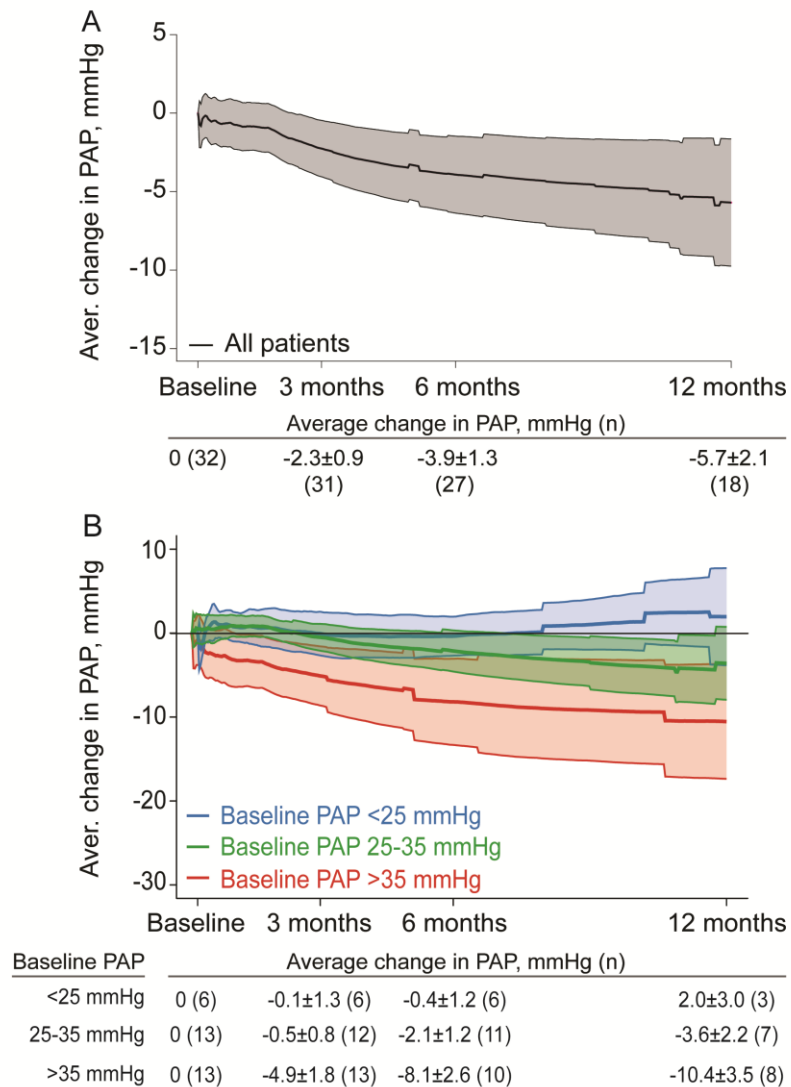 A
Aver. change in PAP, mmHg
5
0
-5
-10
-15
All patients
Baseline 3 months 6 months 12 months
Average change in PAP, mmHg (n)
0 (32) -2.3±0.9 -3.9±1.3 -5.7±2.1
(31) (27) (18)
B
Aver. change in PAP, mmHg
10
0
-10
-20
-30
Baseline PAP <25 mmHg
Baseline PAP 25-35 mmHg
Baseline PAP >35 mmHg
Baseline 3 months 6 months 12 months
Baseline PAP Average change in PAP, mmHg (n)
<25 mmHg 0 (6) -0.1±1.3 (6) -0.4±1.2 (6) 2.0±3.0 (3)
25-35 mmHg 0 (13) -0.5±0.8 (12) -2.1±1.2 (11) -3.6±2.2 (7)
>35 mmHg 0 (13) -4.9±1.8 (13) -8.1±2.6 (10) -10.4±3.5 (8)